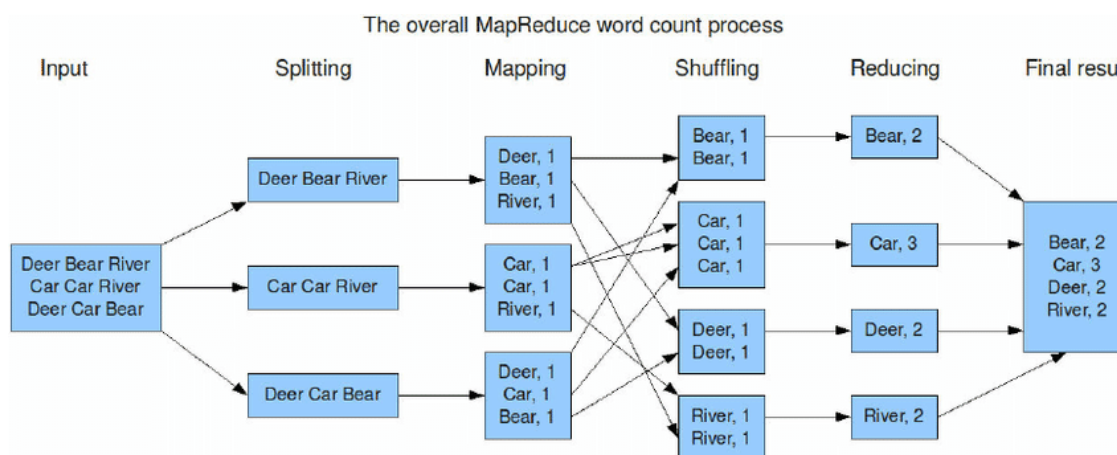 The overall MapReduce word count process
Input
Splitting
Mapping
Shuffling
Reducing
Final resu
Deer Bear River
Car Car River
Deer Car Bear
Deer Bear River
Car Car River
Deer Car Bear
Deer, 1
Bear, 1
River, 1
Car, 1
Car, 1
River, 1
Deer, 1
Car, 1
Bear, 1
Bear, 1
Bear, 1
Car, 1
Car, 1
Car, 1
Deer, 1
Deer, 1
River, 1
River, 1
Bear, 2
Car, 3
Deer, 2
River, 2
Bear, 2
Car, 3
Deer, 2
River, 2